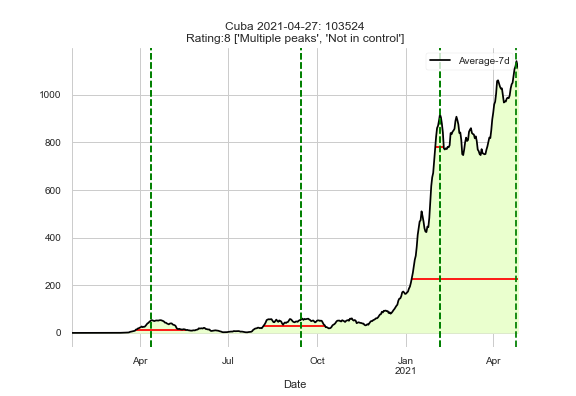 Cuba 2021-04-27: 103524
Rating:8 ['Multiple peaks', 'Not in control']
Average-7d
1000
800
600
400
200
0
Apr
Jul
Oct
Jan
2021
Apr
Date